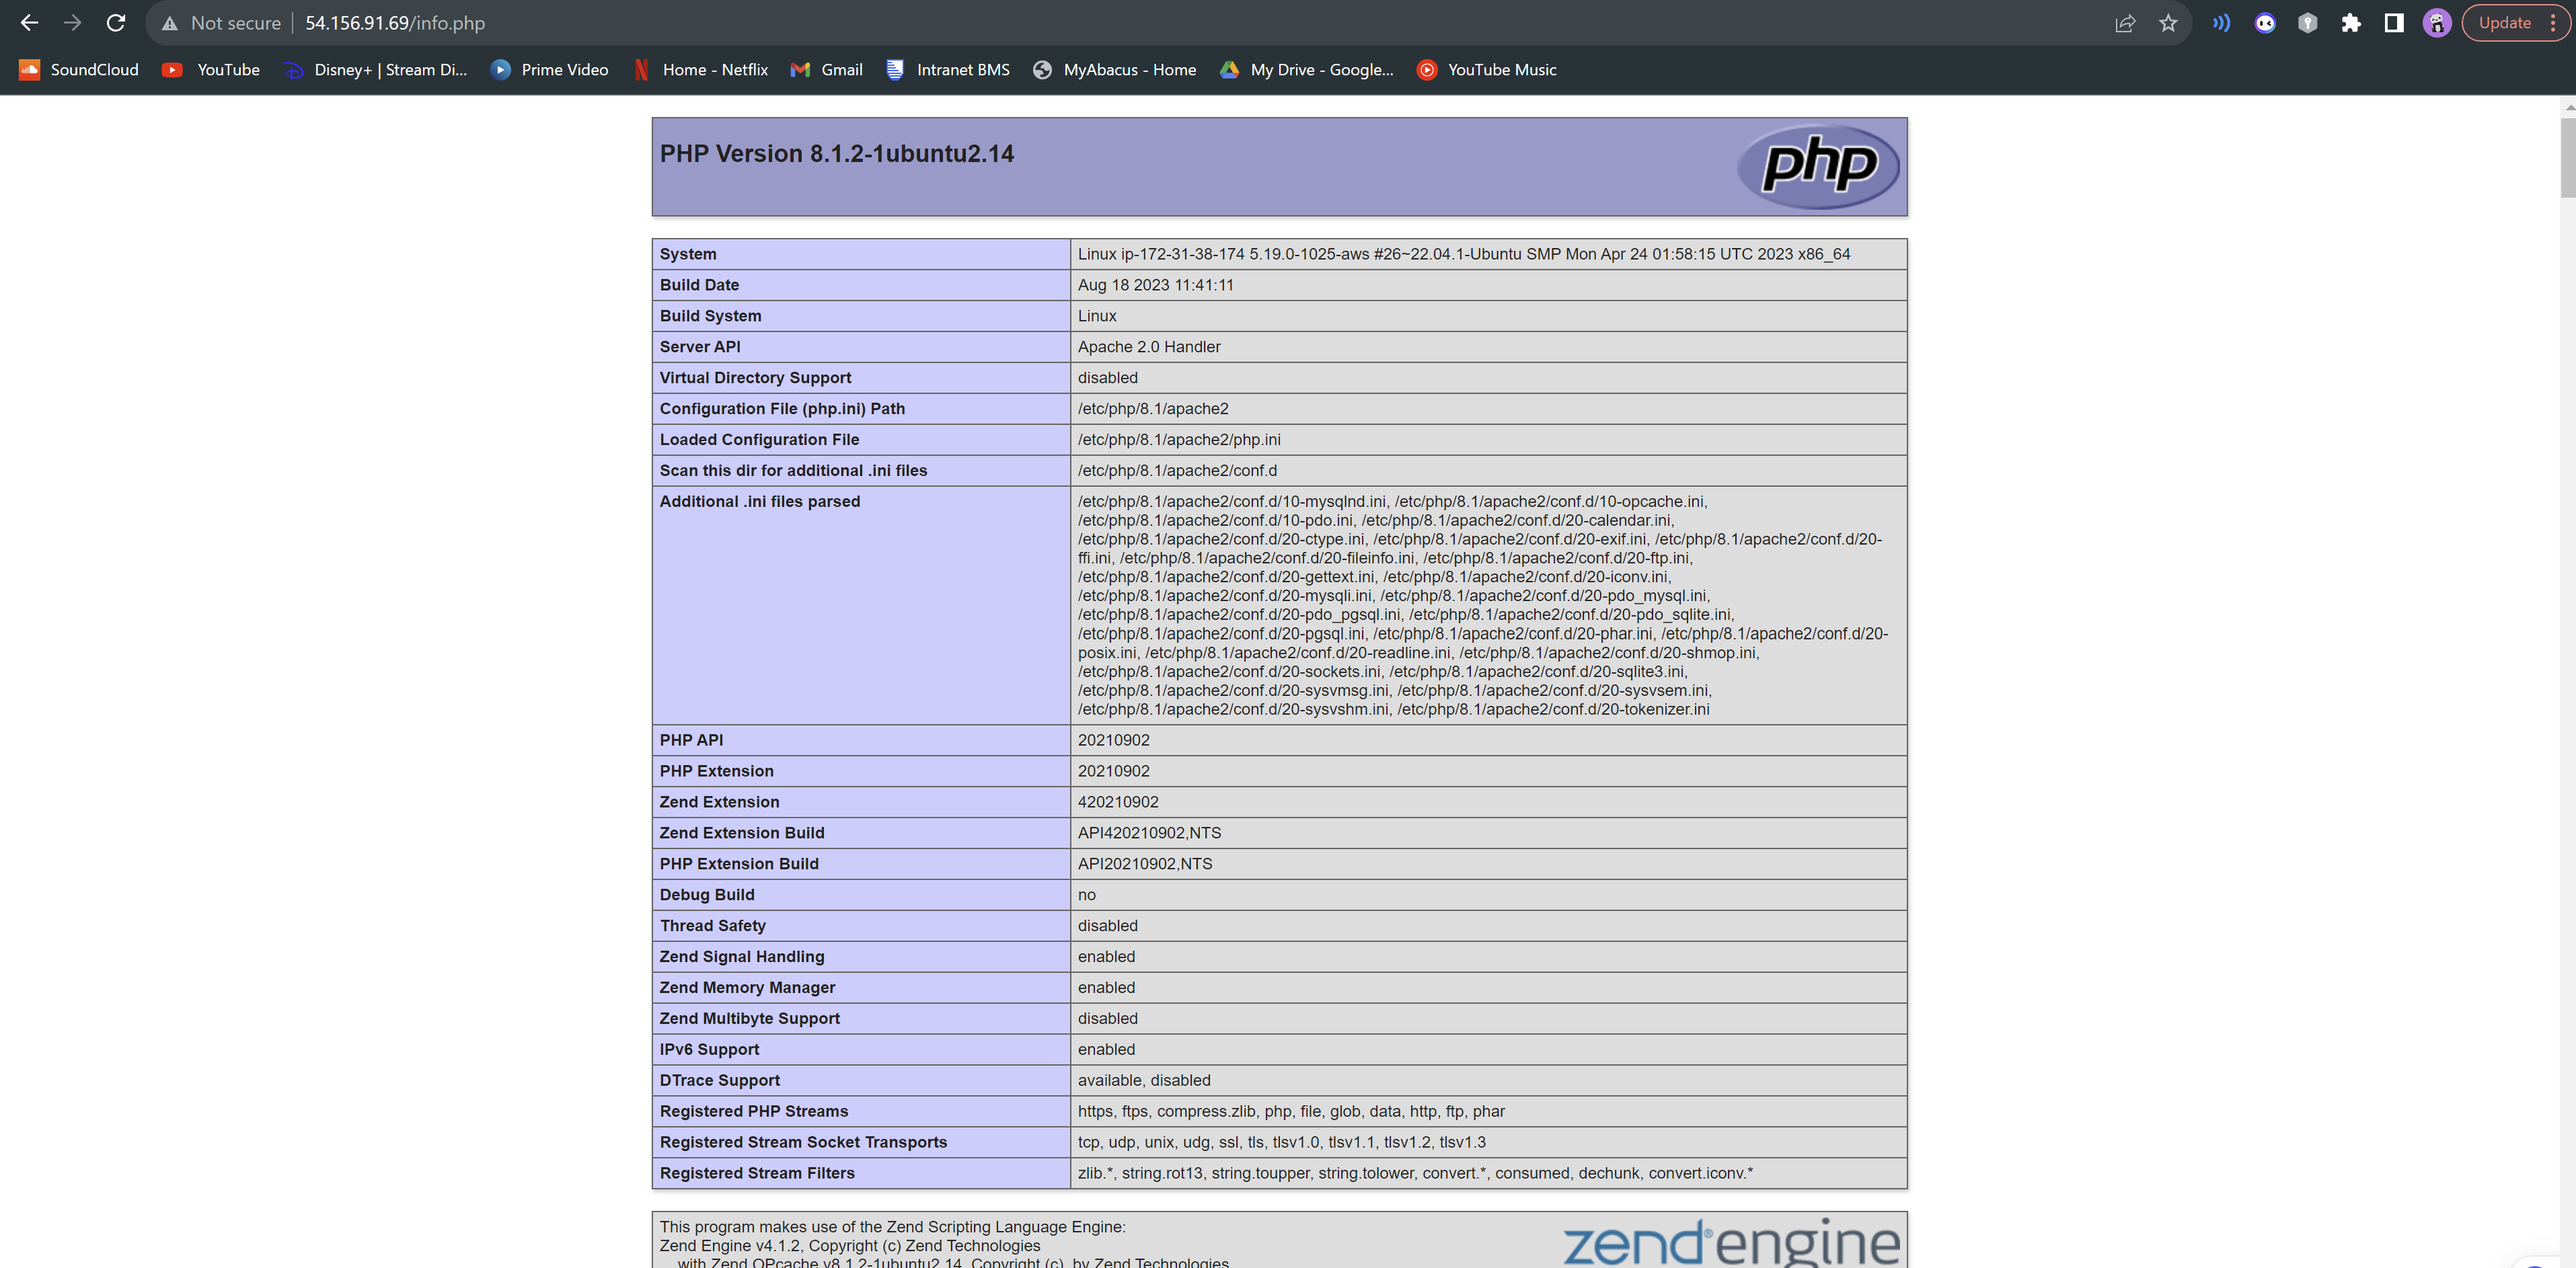 Not secure
54.156.91.69/info.php
Update
SoundCloud
YouTube
Disney+ | Stream Di...
Prime Video
Home - Netflix
Gmail
Intranet BMS
MyAbacus - Home
My Drive - Google...
YouTube Music
PHP Version 8.1.2-1ubuntu2.14
php
System
Linux ip-172-31-38-174 5.19.0-1025-aws #26~22.04.1-Ubuntu SMP Mon Apr 24 01:58:15 UTC 2023 x86_64
Build Date
Aug 18 2023 11:41:11
Build System
Linux
Server API
Apache 2.0 Handler
Virtual Directory Support
disabled
Configuration File (php.ini) Path
/etc/php/8.1/apache2
Loaded Configuration File
/etc/php/8.1/apache2/php.ini
Scan this dir for additional .ini files
/etc/php/8.1/apache2/conf.d
Additional .ini files parsed
/etc/php/8.1/apache2/conf.d/10-mysqlnd.ini, /etc/php/8.1/apache2/conf.d/10-opcache.ini,
/etc/php/8.1/apache2/conf.d/10-pdo.ini, /etc/php/8.1/apache2/conf.d/20-calendar.ini,
/etc/php/8.1/apache2/conf.d/20-ctype.ini, /etc/php/8.1/apache2/conf.d/20-exif.ini, /etc/php/8.1/apache2/conf.d/20-
ffi.ini, /etc/php/8.1/apache2/conf.d/20-fileinfo.ini, /etc/php/8.1/apache2/conf.d/20-ftp.ini,
/etc/php/8.1/apache2/conf.d/20-gettext.ini, /etc/php/8.1/apache2/conf.d/20-iconv.ini,
/etc/php/8.1/apache2/conf.d/20-mysqli.ini, /etc/php/8.1/apache2/conf.d/20-pdo_mysql.ini,
/etc/php/8.1/apache2/conf.d/20-pdo_pgsql.ini, /etc/php/8.1/apache2/conf.d/20-pdo_sqlite.ini,
/etc/php/8.1/apache2/conf.d/20-pgsql.ini, /etc/php/8.1/apache2/conf.d/20-phar.ini, /etc/php/8.1/apache2/conf.d/20-
posix.ini, /etc/php/8.1/apache2/conf.d/20-readline.ini, /etc/php/8.1/apache2/conf.d/20-shmop.ini,
/etc/php/8.1/apache2/conf.d/20-sockets.ini, /etc/php/8.1/apache2/conf.d/20-sqlite3.ini,
/etc/php/8.1/apache2/conf.d/20-sysvmsg.ini, /etc/php/8.1/apache2/conf.d/20-sysvsem.ini,
/etc/php/8.1/apache2/conf.d/20-sysvshm.ini, /etc/php/8.1/apache2/conf.d/20-tokenizer.ini
PHP API
20210902
PHP Extension
20210902
Zend Extension
420210902
Zend Extension Build
API420210902,NTS
PHP Extension Build
API20210902,NTS
Debug Build
no
Thread Safety
disabled
Zend Signal Handling
enabled
Zend Memory Manager
enabled
Zend Multibyte Support
disabled
IPv6 Support
enabled
DTrace Support
available, disabled
Registered PHP Streams
https, ftps, compress.zlib, php, file, glob, data, http, ftp, phar
Registered Stream Socket Transports
tcp, udp, unix, udg, ssl, tls, tlsv1.0, tlsv1.1, tlsv1.2, tlsv1.3
Registered Stream Filters
zlib.*, string.rot13, string.toupper, string.tolower, convert.*, consumed, dechunk, convert.iconv.*
This program makes use of the Zend Scripting Language Engine:
Zend Engine v4.1.2, Copyright (c) Zend Technologies
with Zend OPcache v8.1.2-1ubuntu2.14, Copyright (c), by Zend Technologies
zend® engine